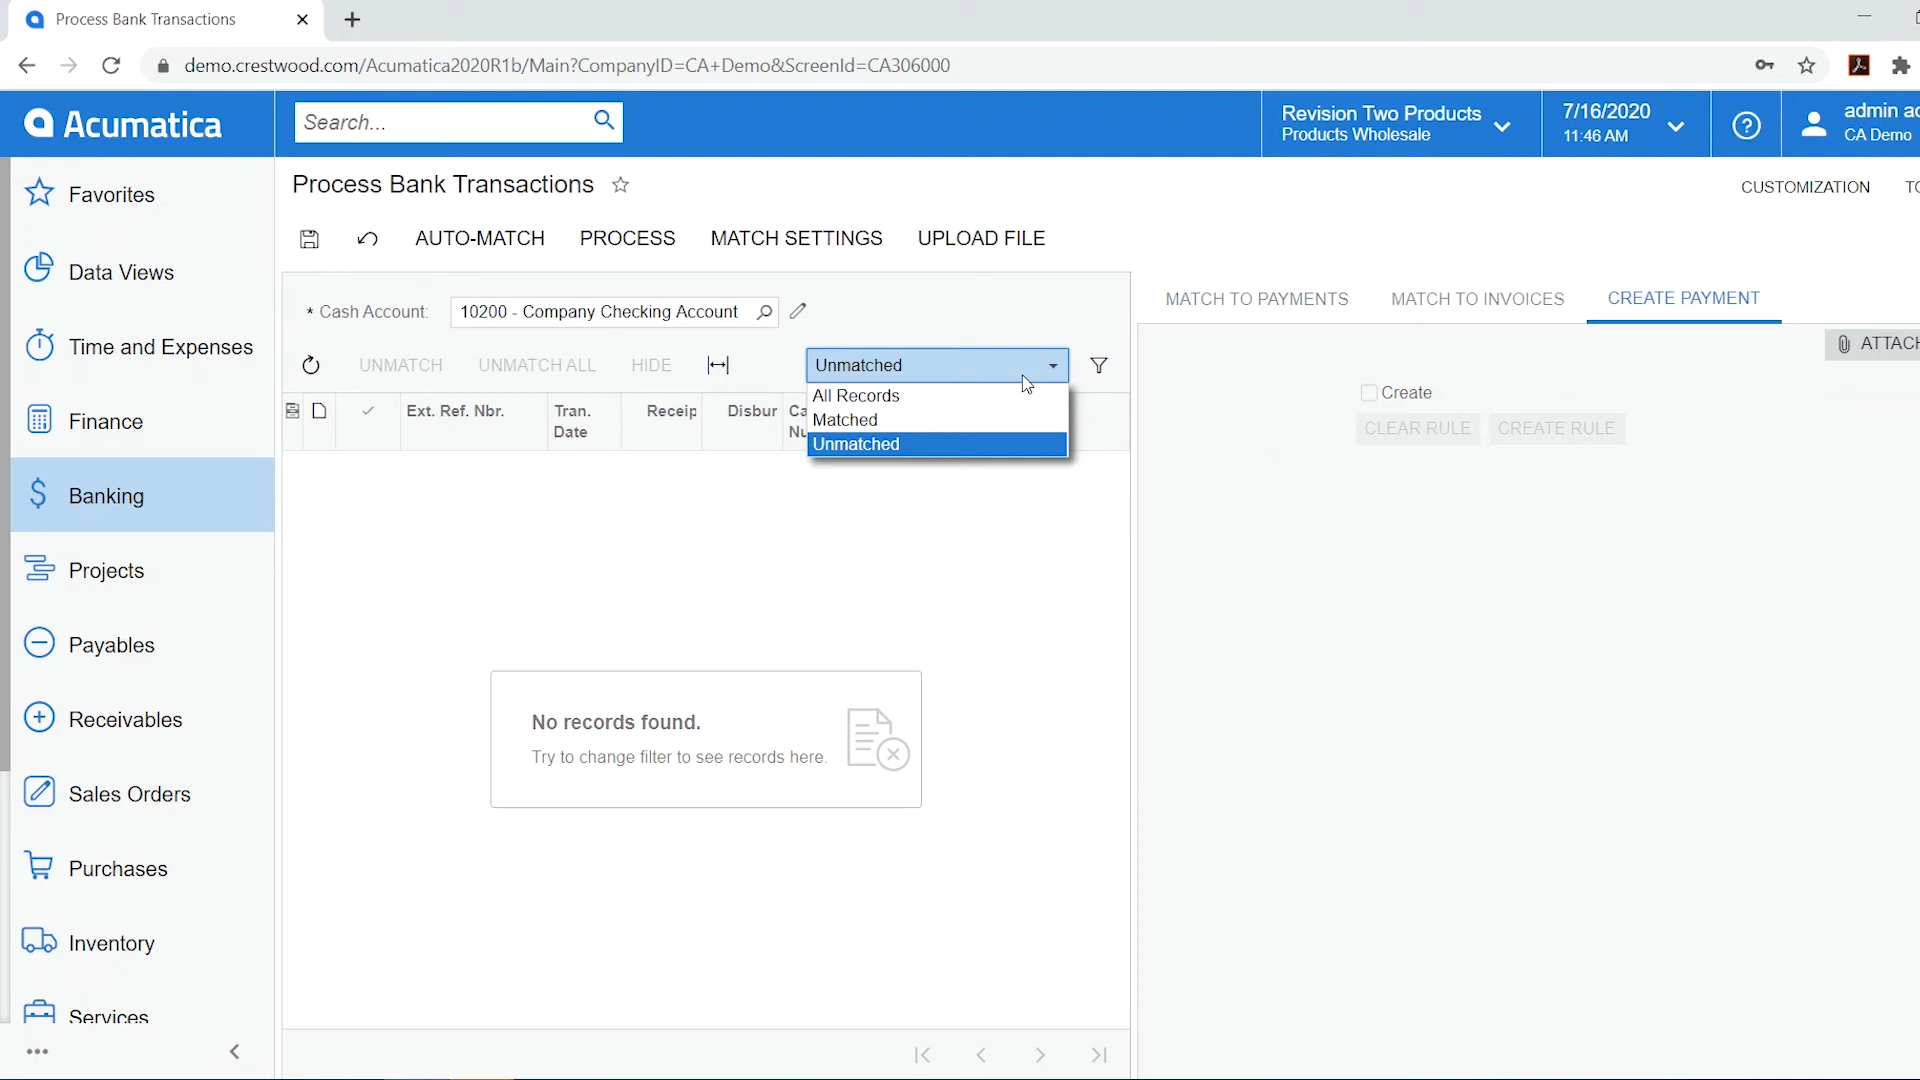 Process Bank Transactions
demo.crestwood.com/Acumatica2020R1b/Main?CompanyID=CA+Demo&ScreenId=CA306000
Acumatica
Search...
Revision Two Products
Products Wholesale
7/16/2020
11:46 AM
admin
CA Demo
Favorites
Data Views
Time and Expenses
Finance
Banking
Projects
Payables
Receivables
Sales Orders
Purchases
Inventory
Services
Process Bank Transactions
CUSTOMIZATION
AUTO-MATCH PROCESS MATCH SETTINGS UPLOAD FILE
* Cash Account: 10200 - Company Checking Account
UNMATCH UNMATCH ALL HIDE Unmatched
All Records
Matched
Unmatched
Ext. Ref. Nbr. Tran. Receip Disbur
Date
No records found.
Try to change filter to see records here.
MATCH TO PAYMENTS MATCH TO INVOICES CREATE PAYMENT
ATTACH
Create
CLEAR RULE CREATE RULE